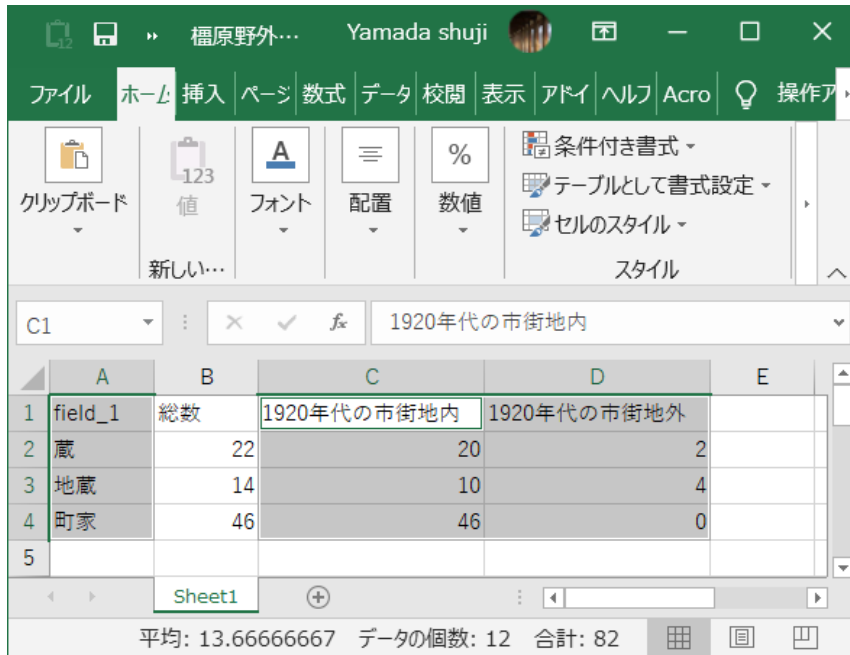 12 橿原野外… Yamada shuji
ファイル ホーム 挿入 ページ 数式 データ 校閲 表示 アドイ ヘルプ Acro 操作ア
クリップボード 123 値 A フォント 配置 % 数値 条件付き書式
テーブルとして書式設定
セルのスタイル
新しい… スタイル
C1 fx 1920年代の市街地内
A B C D E
1 field_1 総数 1920年代の市街地内 1920年代の市街地外
2 蔵 22 20 2
3 地蔵 14 10 4
4 町家 46 46 0
5
Sheet1
平均: 13.66666667 データの個数: 12 合計: 82